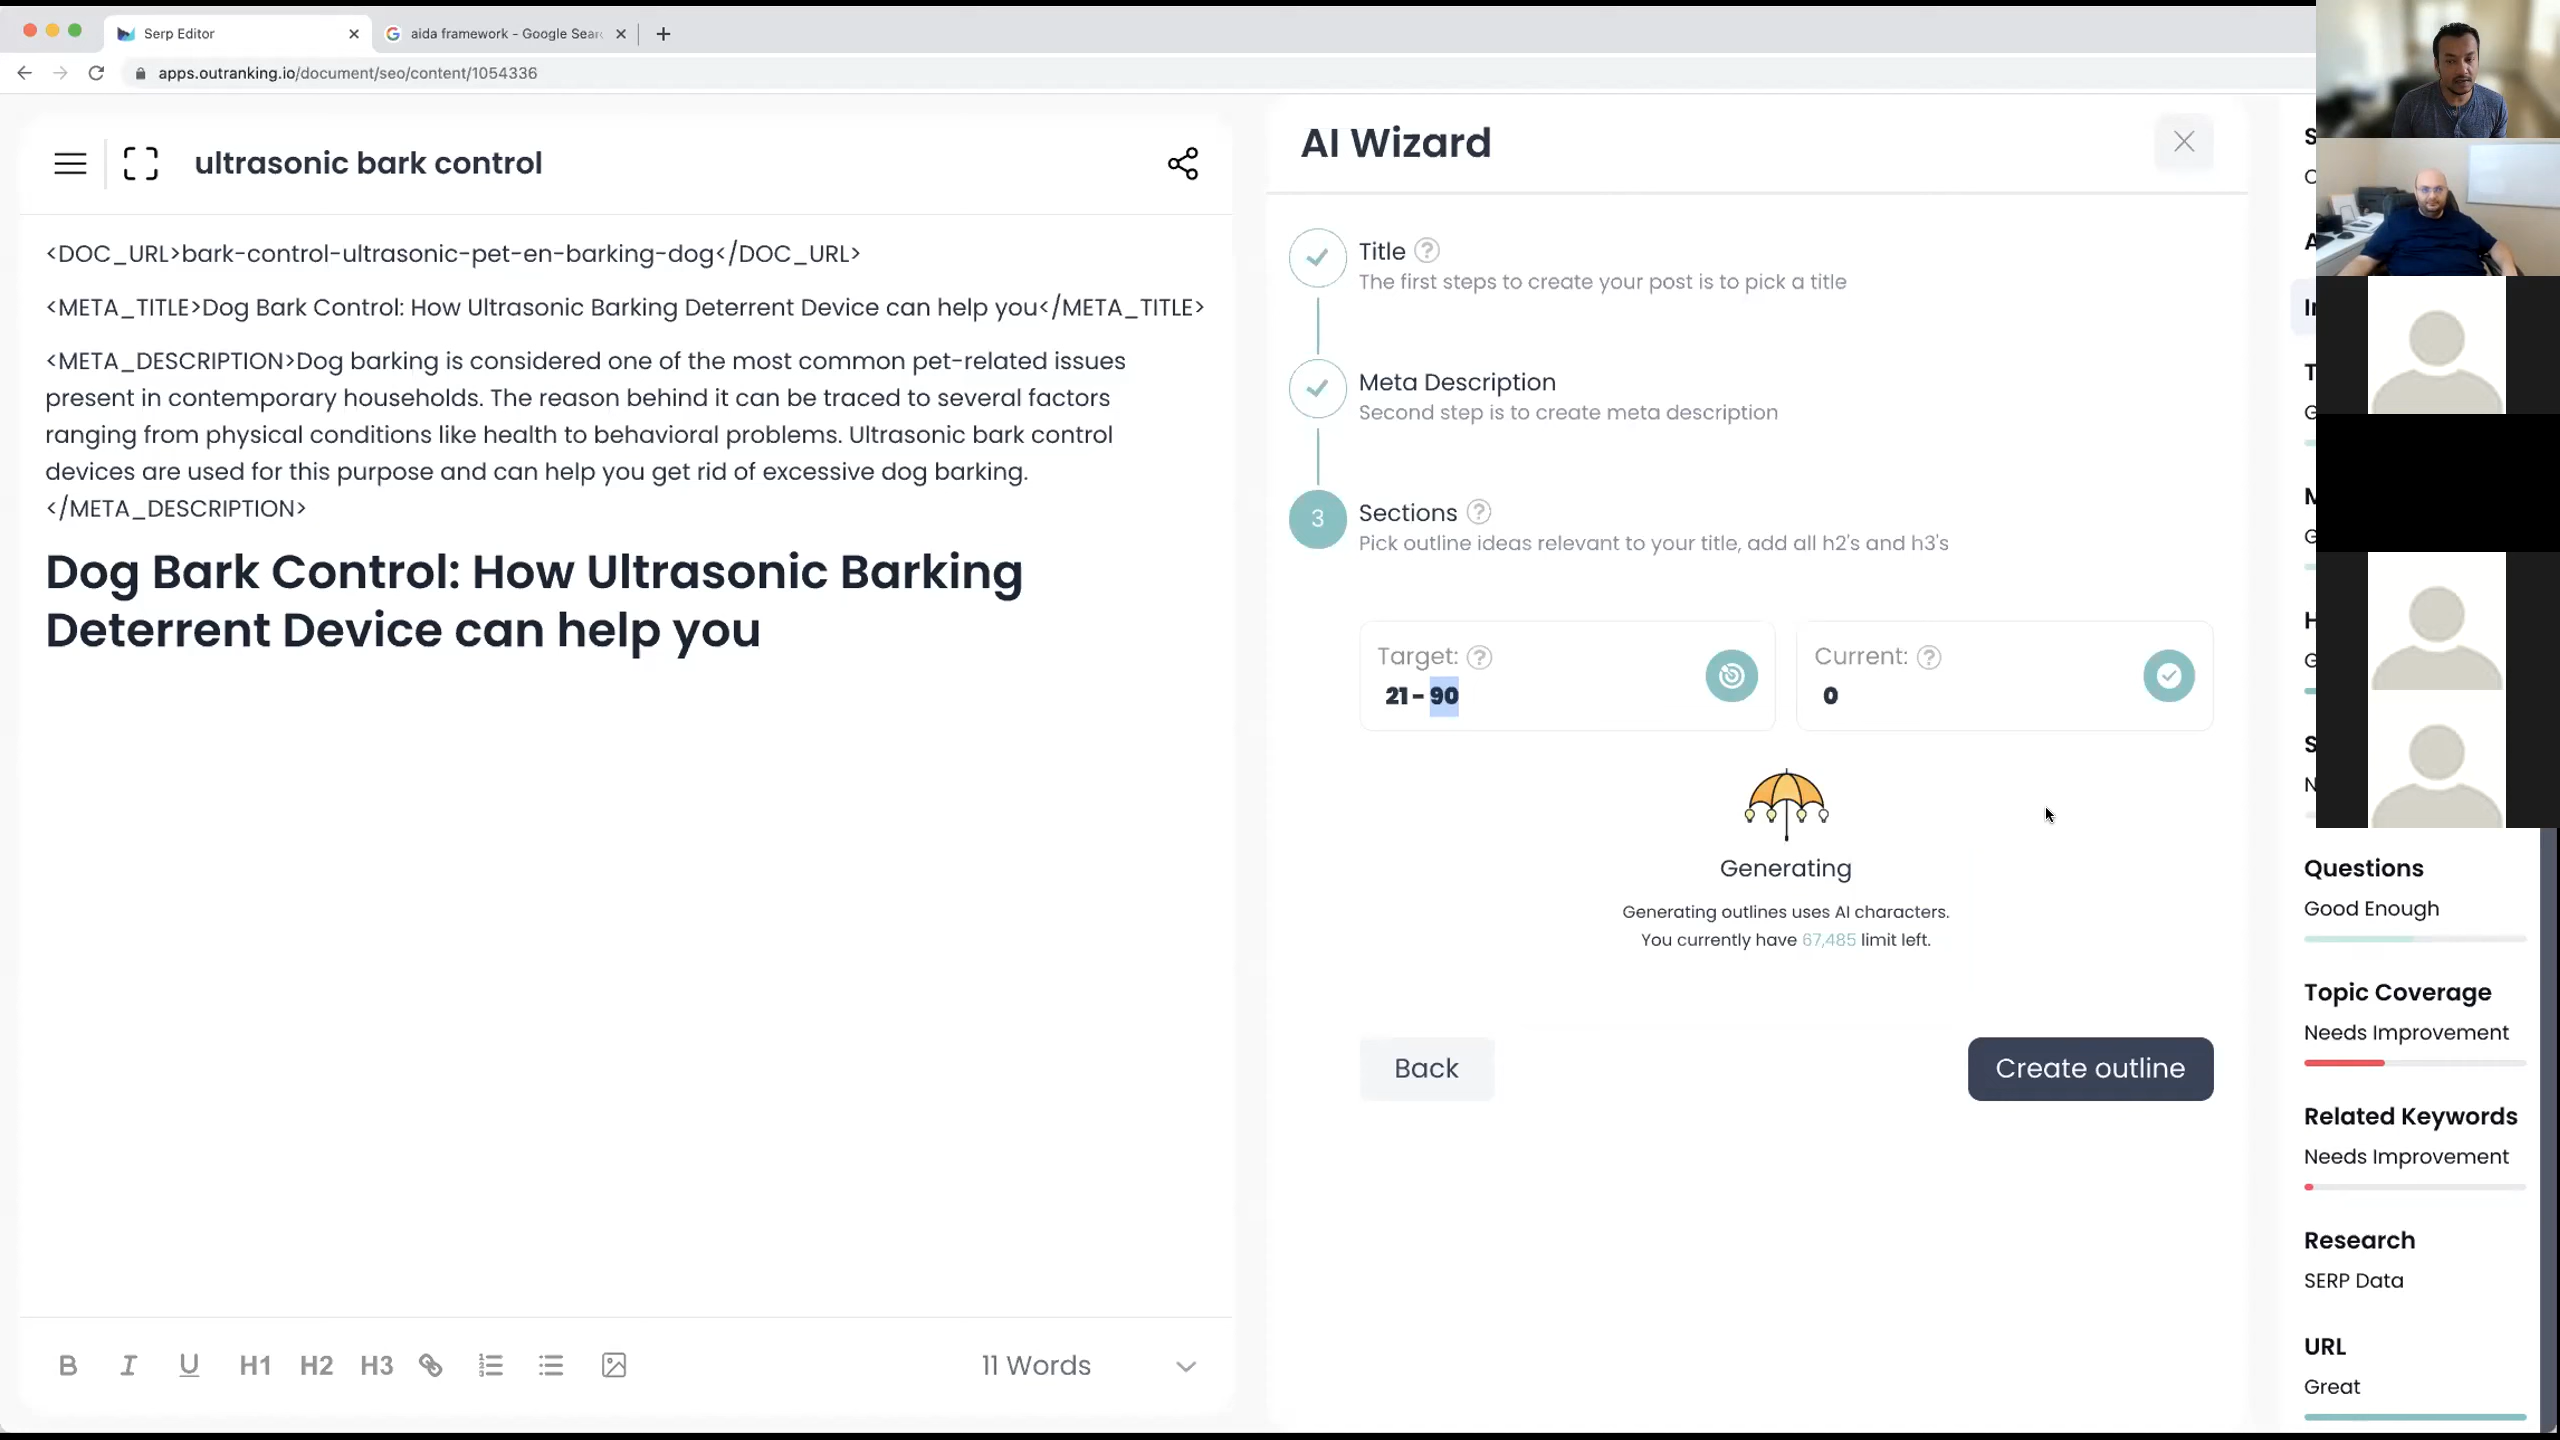 Serp Editor
aida framework - Google Sear
apps.outranking.io/document/seo/content/1054336
ultrasonic bark control
<DOC_URL>bark-control-ultrasonic-pet-en-barking-dog</DOC_URL>
<META_TITLE>Dog Bark Control: How Ultrasonic Barking Deterrent Device can help you</META_TITLE>
<META_DESCRIPTION>Dog barking is considered one of the most common pet-related issues
present in contemporary households. The reason behind it can be traced to several factors
ranging from physical conditions like health to behavioral problems. Ultrasonic bark control
devices are used for this purpose and can help you get rid of excessive dog barking.
</META_DESCRIPTION>
Dog Bark Control: How Ultrasonic Barking
Deterrent Device can help you
B I U H1 H2 H3
11 Words
AI Wizard
Title ?
The first steps to create your post is to pick a title
Meta Description
Second step is to create meta description
3
Sections ?
Pick outline ideas relevant to your title, add all h2's and h3's
Target: ?
21 - 90
Current: ?
0
Generating
Generating outlines uses AI characters.
You currently have 67,485 limit left.
Back
Create outline
Questions
Good Enough
Topic Coverage
Needs Improvement
Related Keywords
Needs Improvement
Research
SERP Data
URL
Great